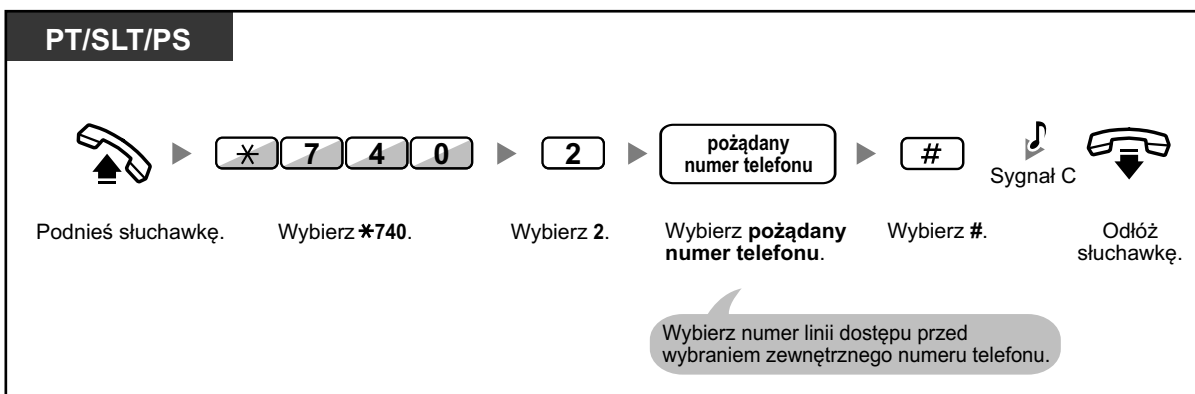 PT/SLT/PS
* 7 4 0
2
pożądany
numer telefonu
#
Sygnał C
Podnieś słuchawkę.
Wybierz *740.
Wybierz 2.
Wybierz pożądany
numer telefonu.
Wybierz #.
Odłóż
słuchawkę.
Wybierz numer linii dostępu przed
wybraniem zewnętrznego numeru telefonu.